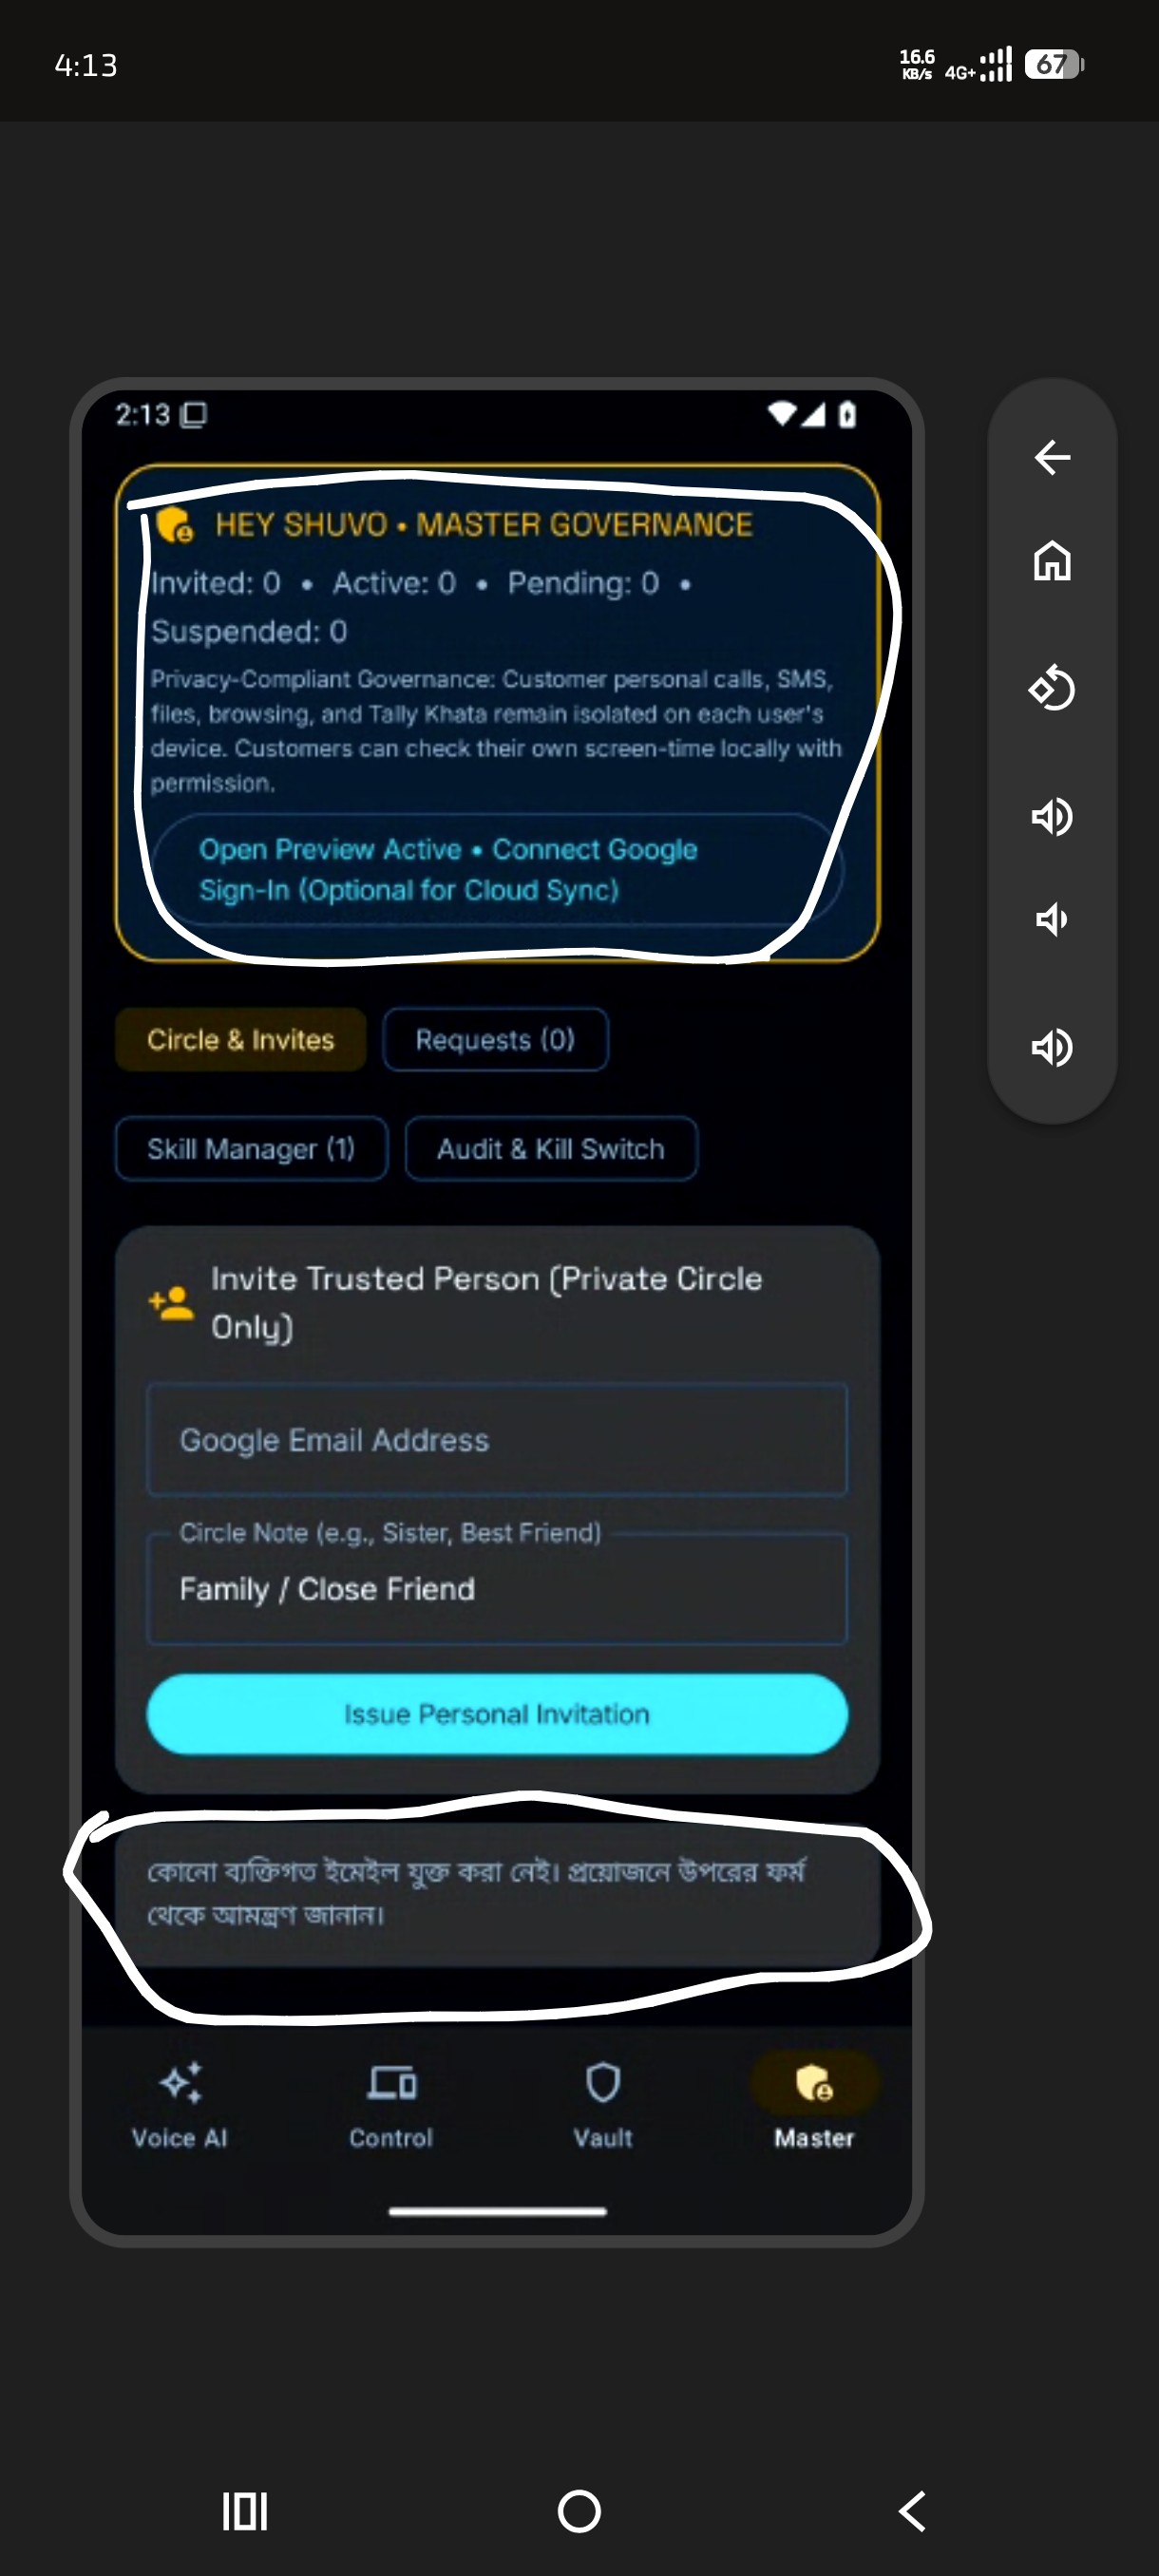 4:13
16.6
KB/s
4G+
67
2:13
HEY SHUVO • MASTER GOVERNANCE
Invited: 0 • Active: 0 • Pending: 0 •
Suspended: 0
Privacy-Compliant Governance: Customer personal calls, SMS,
files, browsing, and Tally Khata remain isolated on each user's
device. Customers can check their own screen-time locally with
permission.
Open Preview Active • Connect Google
Sign-In (Optional for Cloud Sync)
Circle & Invites
Requests (0)
Skill Manager (1)
Audit & Kill Switch
Invite Trusted Person (Private Circle
Only)
Google Email Address
Circle Note (e.g., Sister, Best Friend)
Family / Close Friend
Issue Personal Invitation
কোনো ব্যক্তিগত ইমেইল যুক্ত করা নেই। প্রয়োজনে উপরের ফর্ম
থেকে আমন্ত্রণ জানান।
Voice AI
Control
Vault
Master